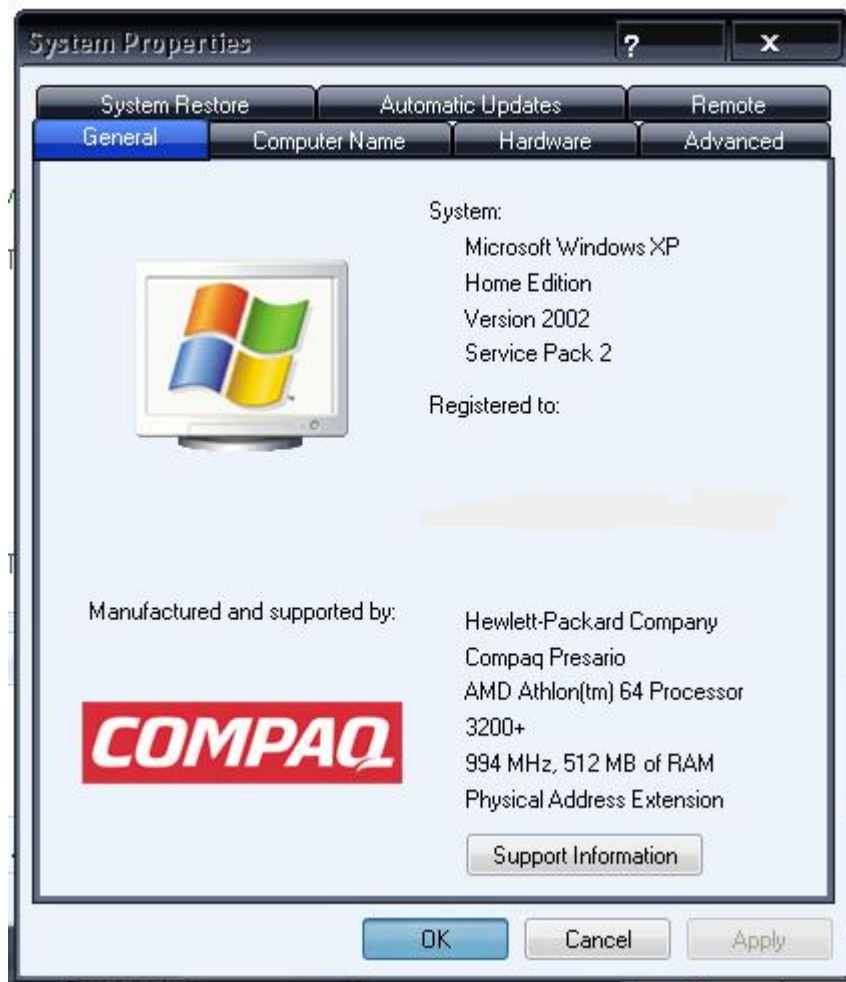 System Properties
? x
System Restore Automatic Updates Remote
General Computer Name Hardware Advanced
System:
Microsoft Windows XP
Home Edition
Version 2002
Service Pack 2
Registered to:
Manufactured and supported by:
Hewlett-Packard Company
Compaq Presario
AMD Athlon(tm) 64 Processor
3200+
994 MHz, 512 MB of RAM
Physical Address Extension
COMPAQ
Support Information
OK Cancel Apply